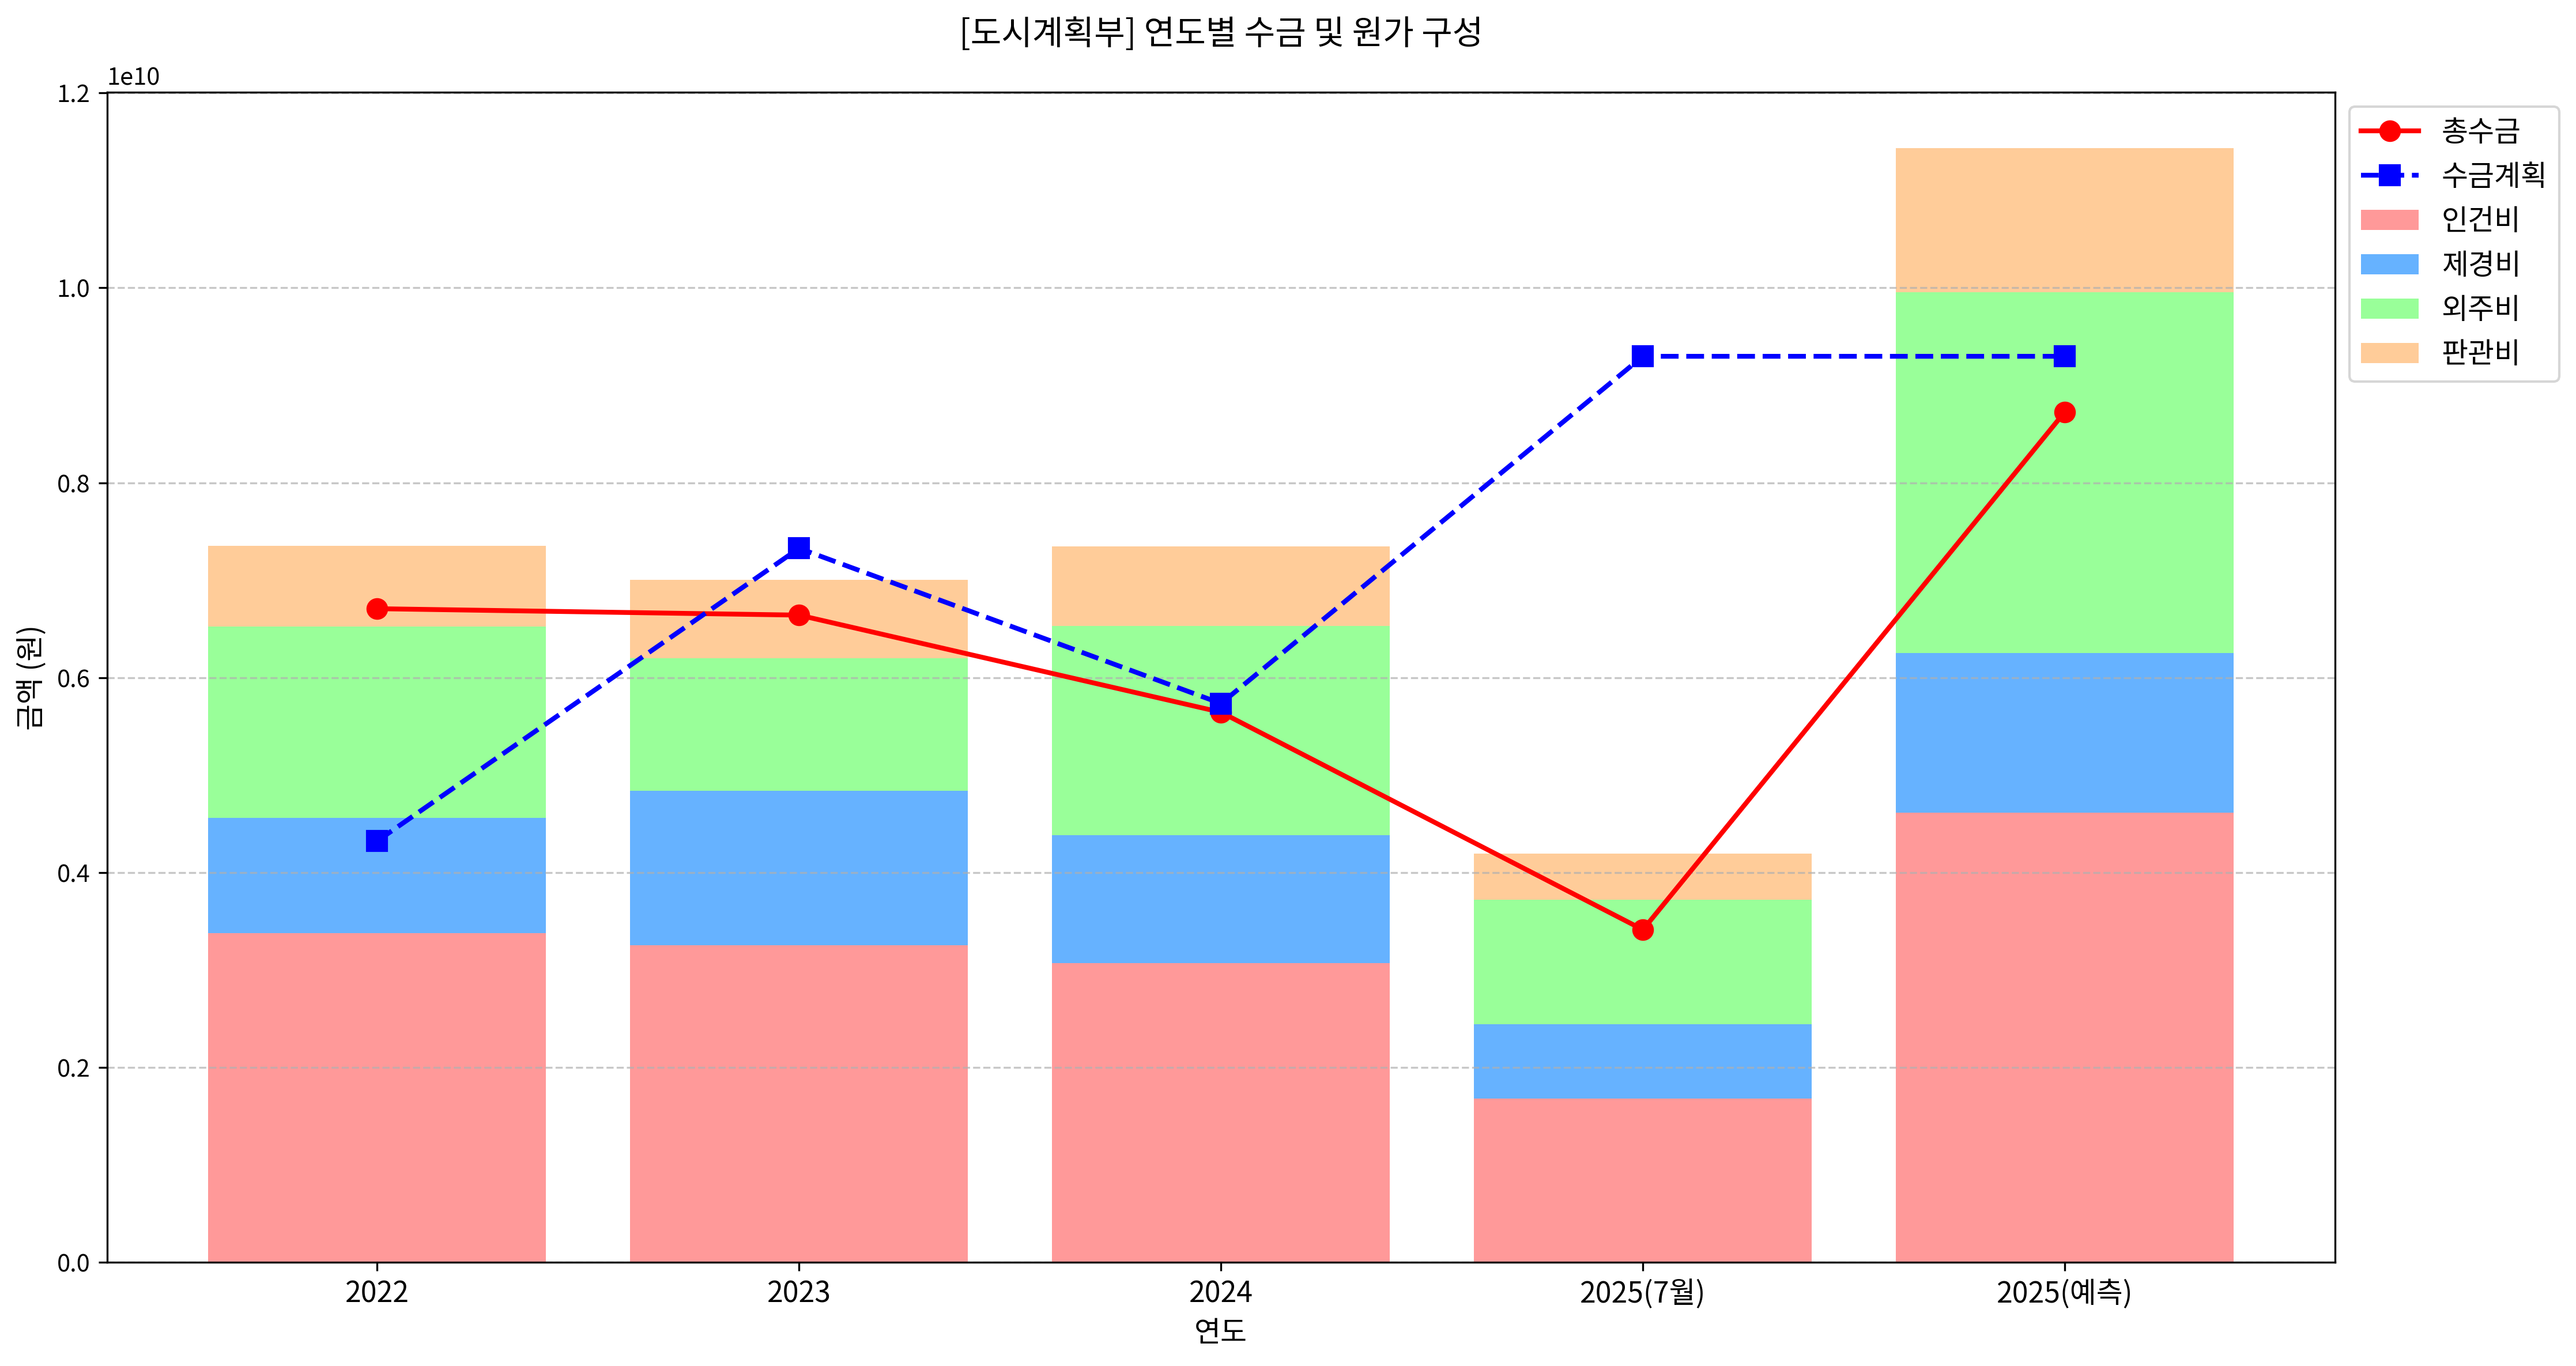 [도시계획부] 연도별 수금 및 원가 구성
1e10
1.2
1.0
0.8
0.6
0.4
0.2
0.0
금액 (원)
2022
2023
2024
2025(7월)
2025(예측)
연도
총수금
수금계획
인건비
제경비
외주비
판관비